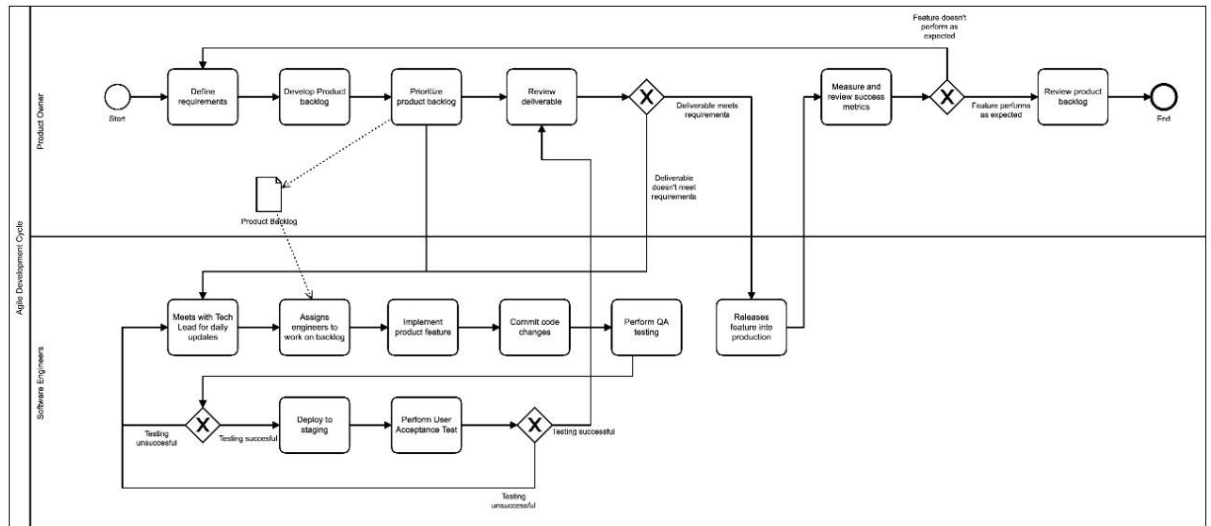 Agile Development Cycle
Product Owner
Feature doesn't
perform as
expected
Start
Define
requirements
Develop Product
backlog
Prioritize
product backlog
Review
deliverable
X
Deliverable meets
requirements
Measure and
review success
metrics
X
Feature performs
as expected
Review product
backlog
End
Deliverable
doesn't meet
requirements
Product Backlog
Software Engineers
Meets with Tech
Lead for daily
updates
Assigns
engineers to
work on backlog
Implement
product feature
Commit code
changes
Perform QA
testing
Releases
feature into
production
X
Testing
unsuccessful
Testing succesful
Deploy to
staging
Perform User
Acceptance Test
X
Testing successful
Testing
unsuccessful